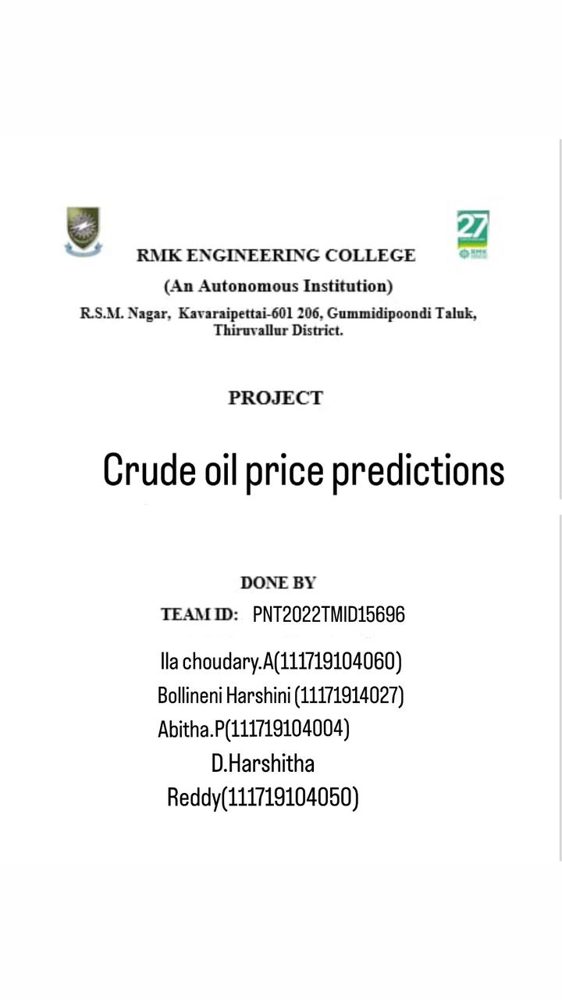 27
RMK
RMK ENGINEERING COLLEGE
(An Autonomous Institution)
R.S.M. Nagar, Kavaraipettai-601 206, Gummidipoondi Taluk,
Thiruvallur District.
PROJECT
Crude oil price predictions
DONE BY
TEAM ID: PNT2022TMID15696
Ila choudary.A(111719104060)
Bollineni Harshini (11171914027)
Abitha.P(111719104004)
D.Harshitha
Reddy(111719104050)